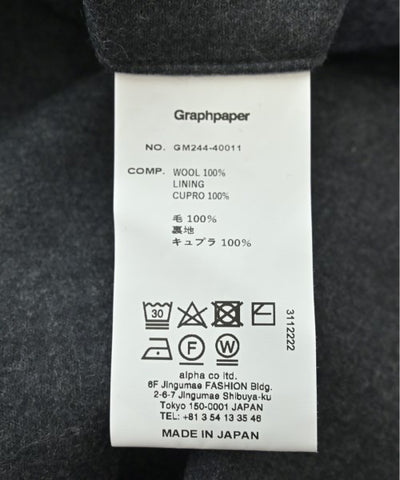 Graphpaper
NO. GM244-40011
COMP. WOOL 100%
LINING
CUPRO 100%
毛 100%
裏地
キュプラ 100%
30
F W
3112222
alpha co ltd.
6F Jingumae FASHION Bldg.
2-6-7 Jingumae Shibuya-ku
Tokyo 150-0001 JAPAN
TEL: +81 3 54 13 35 46
MADE IN JAPAN